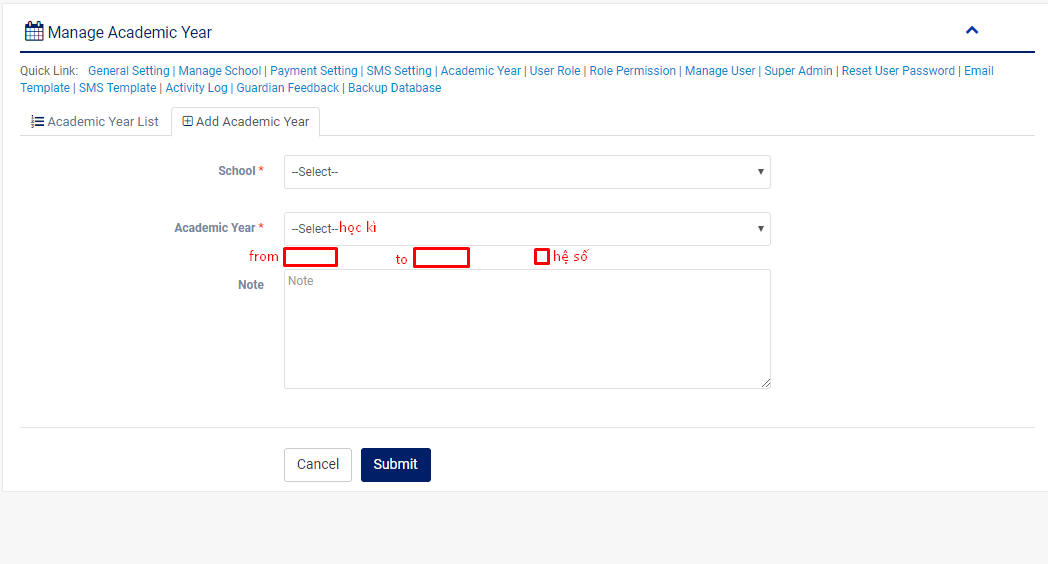 Manage Academic Year
Quick Link: General Setting | Manage School | Payment Setting | SMS Setting | Academic Year | User Role | Role Permission | Manage User | Super Admin | Reset User Password | Email
Template | SMS Template | Activity Log | Guardian Feedback | Backup Database
Academic Year List Add Academic Year
School * --Select--
Academic Year * --Select-- học kì
from to hệ số
Note Note
Cancel Submit